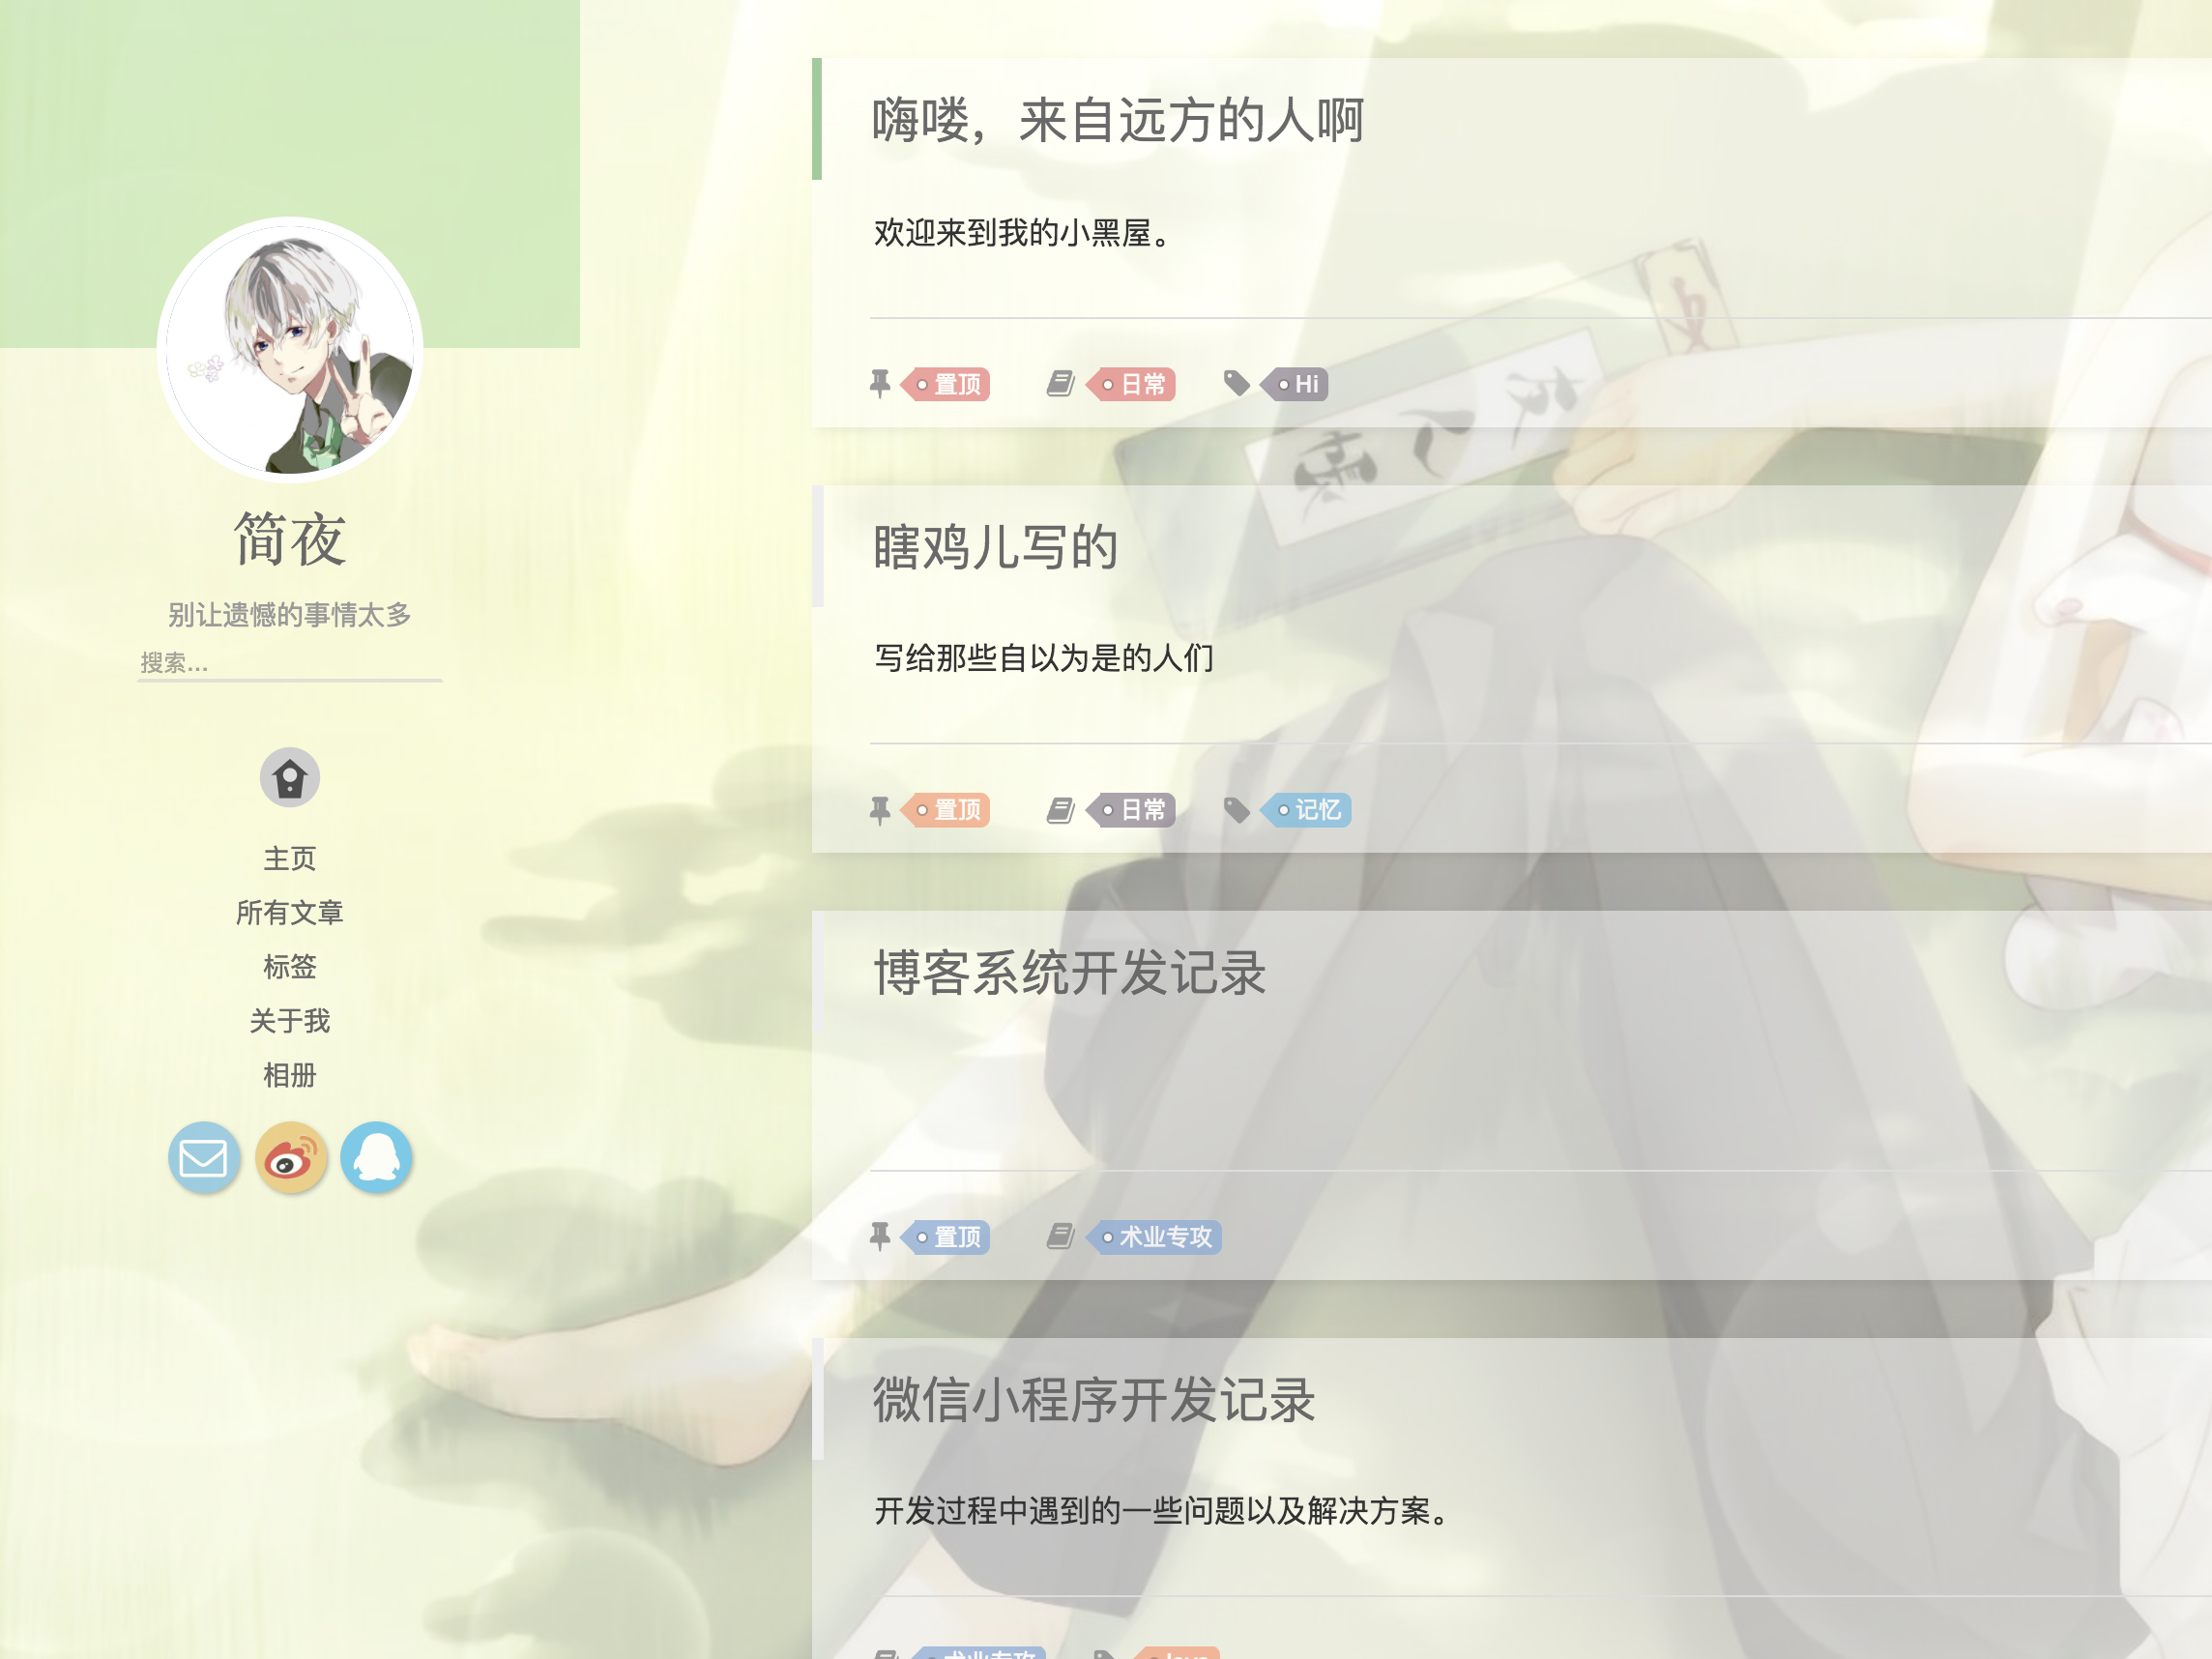 简夜
别让遗憾的事情太多
搜索...
主页
所有文章
标签
关于我
相册
嗨喽，来自远方的人啊
欢迎来到我的小黑屋。
置顶 日常 Hi
瞎鸡儿写的
写给那些自以为是的人们
置顶 日常 记忆
博客系统开发记录
置顶 术业专攻
微信小程序开发记录
开发过程中遇到的一些问题以及解决方案。
术业专攻 Java